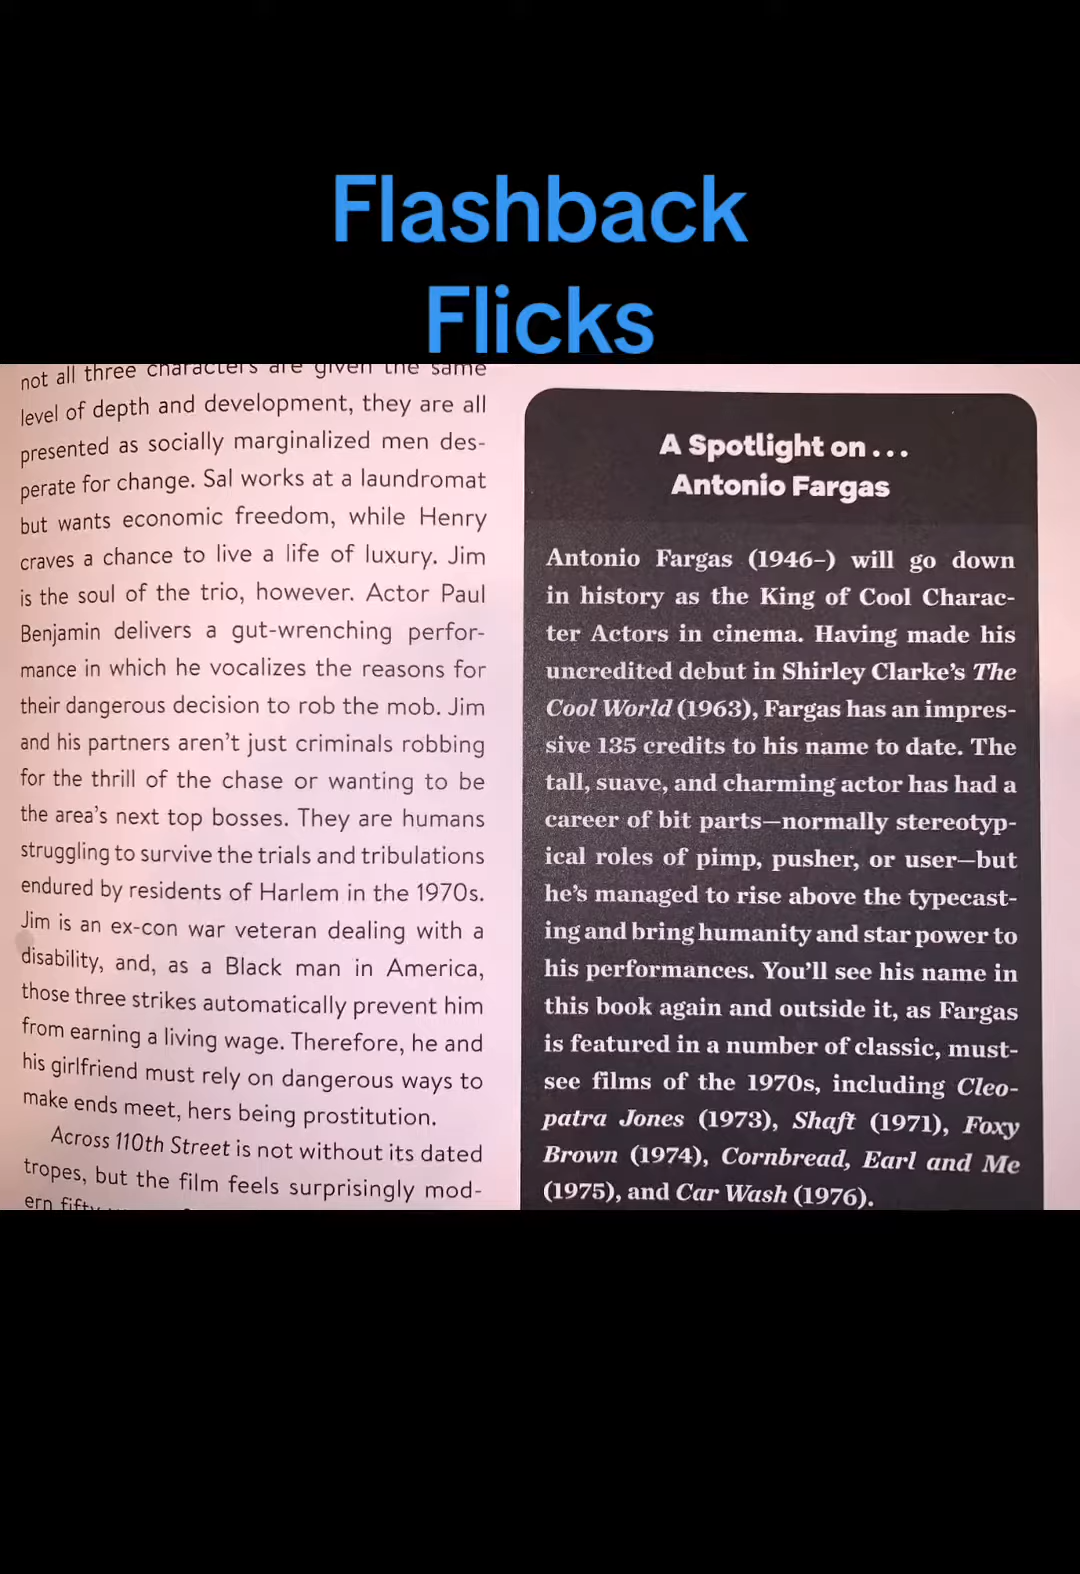 Flashback
Flicks
not all three characters are given the same
level of depth and development, they are all
presented as socially marginalized men des-
perate for change. Sal works at a laundromat
but wants economic freedom, while Henry
craves a chance to live a life of luxury. Jim
is the soul of the trio, however. Actor Paul
Benjamin delivers a gut-wrenching perfor-
mance in which he vocalizes the reasons for
their dangerous decision to rob the mob. Jim
and his partners aren't just criminals robbing
for the thrill of the chase or wanting to be
the area's next top bosses. They are humans
struggling to survive the trials and tribulations
endured by residents of Harlem in the 1970s.
Jim is an ex-con war veteran dealing with a
disability, and, as a Black man in America,
those three strikes automatically prevent him
from earning a living wage. Therefore, he and
his girlfriend must rely on dangerous ways to
make ends meet, hers being prostitution.
Across 110th Street is not without its dated
tropes, but the film feels surprisingly mod-
ern fifty
A Spotlight on...
Antonio Fargas
Antonio Fargas (1946–) will go down
in history as the King of Cool Charac-
ter Actors in cinema. Having made his
uncredited debut in Shirley Clarke's The
Cool World (1963), Fargas has an impres-
sive 135 credits to his name to date. The
tall, suave, and charming actor has had a
career of bit parts—normally stereotyp-
ical roles of pimp, pusher, or user—but
he's managed to rise above the typecast-
ing and bring humanity and star power to
his performances. You'll see his name in
this book again and outside it, as Fargas
is featured in a number of classic, must-
see films of the 1970s, including Cleo-
patra Jones (1973), Shaft (1971), Foxy
Brown (1974), Cornbread, Earl and Me
(1975), and Car Wash (1976).